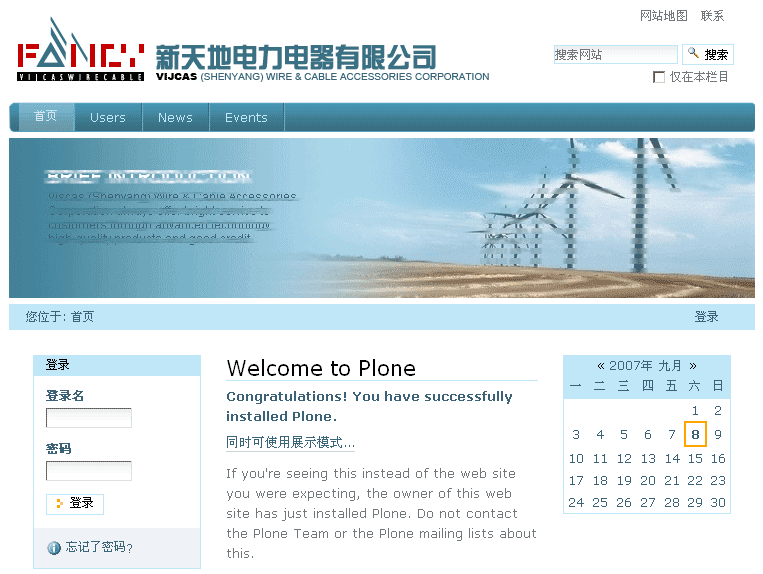 网站地图 联系
FANCY
VIJCASWIRECABLE
新天地电力电器有限公司
VIJCAS (SHENYANG) WIRE & CABLE ACCESSORIES CORPORATION
搜索网站 搜索
仅在本栏目
首页 Users News Events
BRIEF INTRODUCTION
Viscas (Shenyang) Wire & Cable Accessories
Corporation always offer bright service to
customers through advanced technology
high quality products and good credit
您位于: 首页 登录
登录
登录名
密码
登录
忘记了密码?
Welcome to Plone
Congratulations! You have successfully
installed Plone.
同时可使用展示模式...
If you're seeing this instead of the web site
you were expecting, the owner of this web
site has just installed Plone. Do not contact
the Plone Team or the Plone mailing lists about
this.
« 2007年 九月 »
一 二 三 四 五 六 日
1 2
3 4 5 6 7 8 9
10 11 12 13 14 15 16
17 18 19 20 21 22 23
24 25 26 27 28 29 30